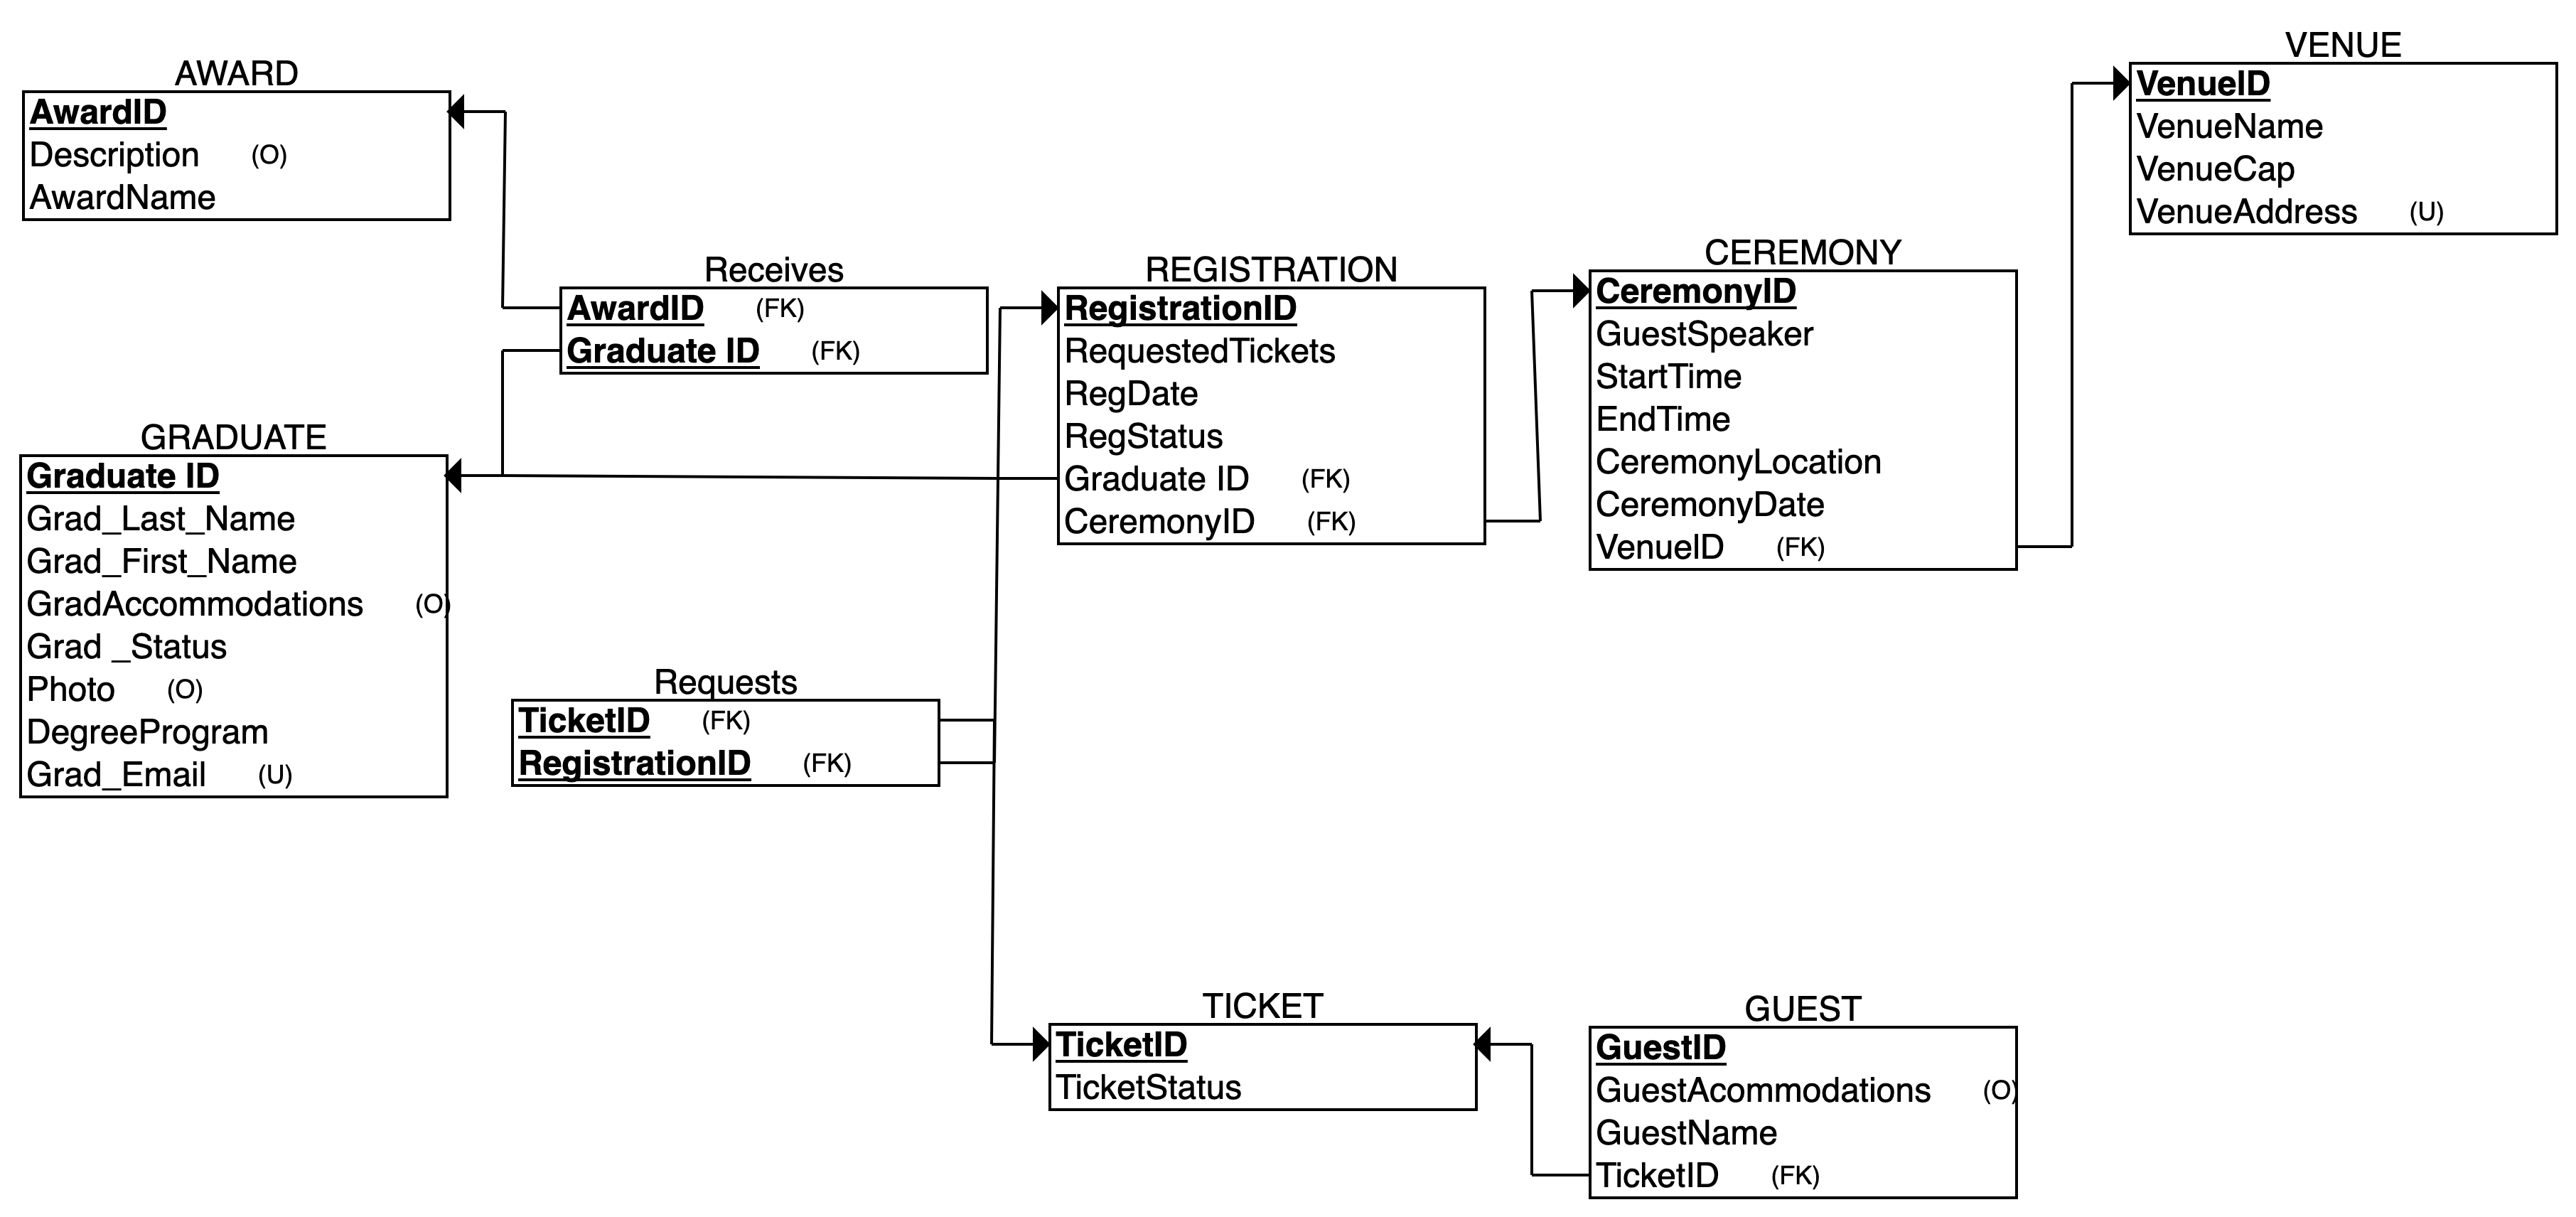 AWARD
AwardID
Description (O)
AwardName
Receives
AwardID (FK)
Graduate ID (FK)
GRADUATE
Graduate ID
Grad_Last_Name
Grad_First_Name
GradAccommodations (O)
Grad _Status
Photo (O)
DegreeProgram
Grad_Email (U)
Requests
TicketID (FK)
RegistrationID (FK)
REGISTRATION
RegistrationID
RequestedTickets
RegDate
RegStatus
Graduate ID (FK)
CeremonyID (FK)
CEREMONY
CeremonyID
GuestSpeaker
StartTime
EndTime
CeremonyLocation
CeremonyDate
VenueID (FK)
VENUE
VenueID
VenueName
VenueCap
VenueAddress (U)
TICKET
TicketID
TicketStatus
GUEST
GuestID
GuestAcommodations (O)
GuestName
TicketID (FK)